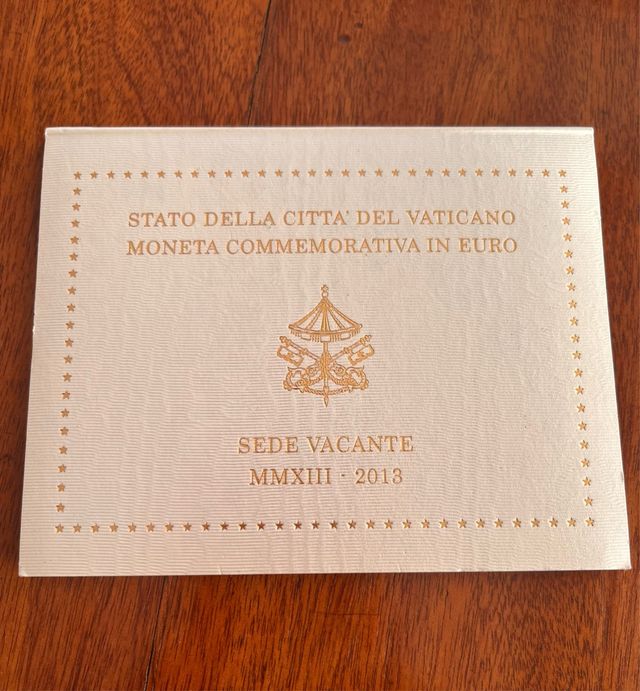 STATO DELLA CITTA' DEL VATICANO
MONETA COMMEMORATIVA IN EURO
SEDE VACANTE
MMXIII - 2013